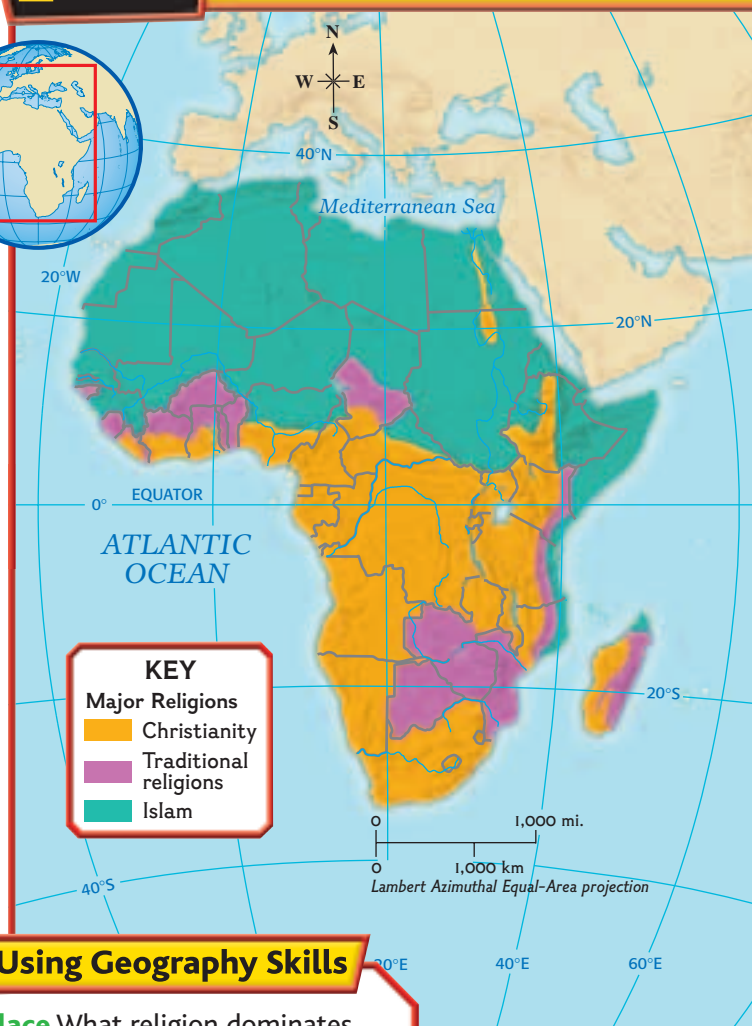 N
W E
S
40°N
Mediterranean Sea
20°W
20°N
0°
EQUATOR
ATLANTIC
OCEAN
KEY
Major Religions
Christianity
Traditional
religions
Islam
20°S
0 1,000 mi.
0 1,000 km
Lambert Azimuthal Equal-Area projection
40°S
Using Geography Skills
20°E 40°E 60°E
What religion dominates